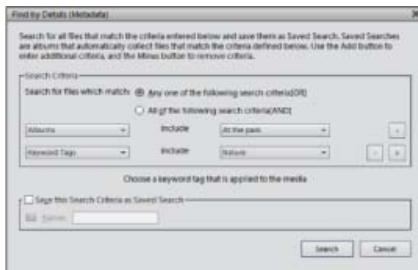 Find by Details (Metadata)
Search for all files that match the criteria entered below and save them as Saved Search. Saved Searches
are albums that automatically collect files that match the criteria defined below. Use the Add button to
enter additional criteria, and the Minus button to remove criteria.
Search Criteria
Search for files which match: Any one of the following search criteria(OR)
All of the following search criteria(AND)
Albums Include At the park
Keyword Tags Include Nature
Choose a keyword tag that is applied to the media
Save this Search Criteria as Saved Search
Name:
Search Cancel